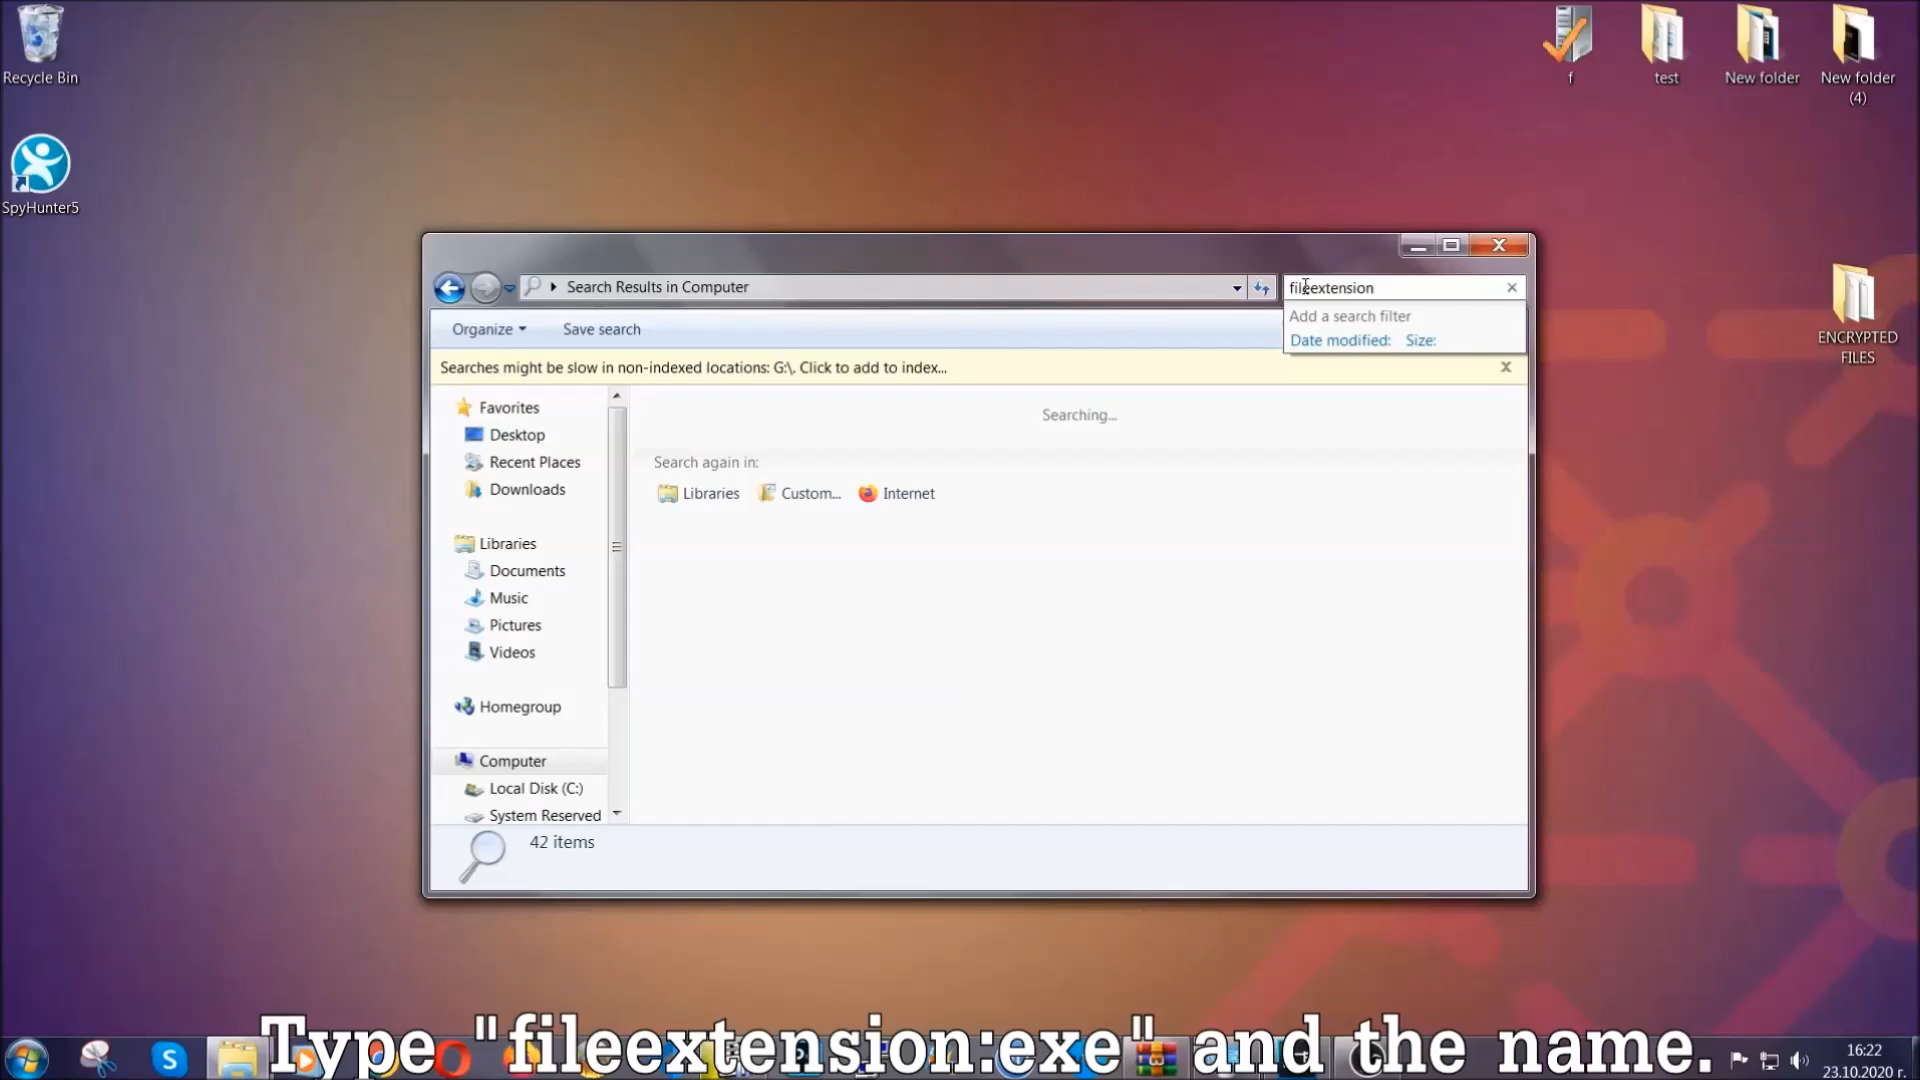 Recycle Bin
SpyHunter5
f
test
New folder
New folder
(4)
ENCRYPTED
FILES
Search Results in Computer
fileextension
Add a search filter
Date modified:
Size:
Organize
Save search
Searches might be slow in non-indexed locations: G:\. Click to add to index...
Favorites
Desktop
Recent Places
Downloads
Libraries
Documents
Music
Pictures
Videos
Homegroup
Computer
Local Disk (C:)
System Reserved
Searching...
Search again in:
Libraries
Custom...
Internet
42 items
Type "fileextension:exe" and the name.
16:22
23.10.2020 г.